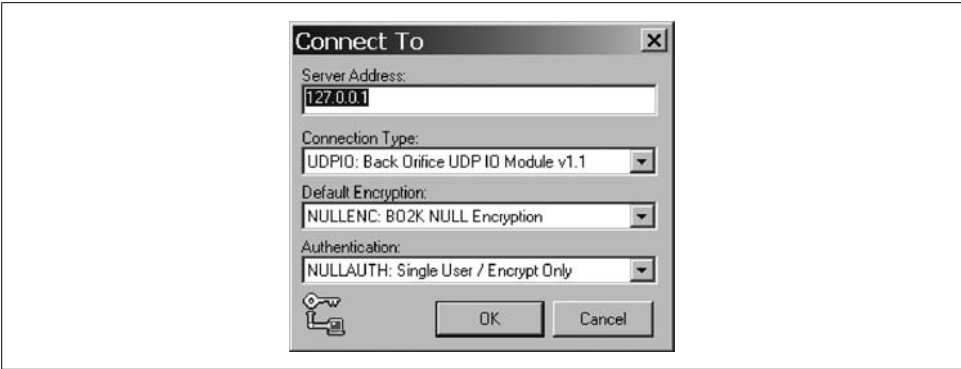 Connect To
Server Address:
127.0.0.1
Connection Type:
UDPIO: Back Orifice UDP IO Module v1.1
Default Encryption:
NULLENC: BO2K NULL Encryption
Authentication:
NULLAUTH: Single User / Encrypt Only
OK Cancel